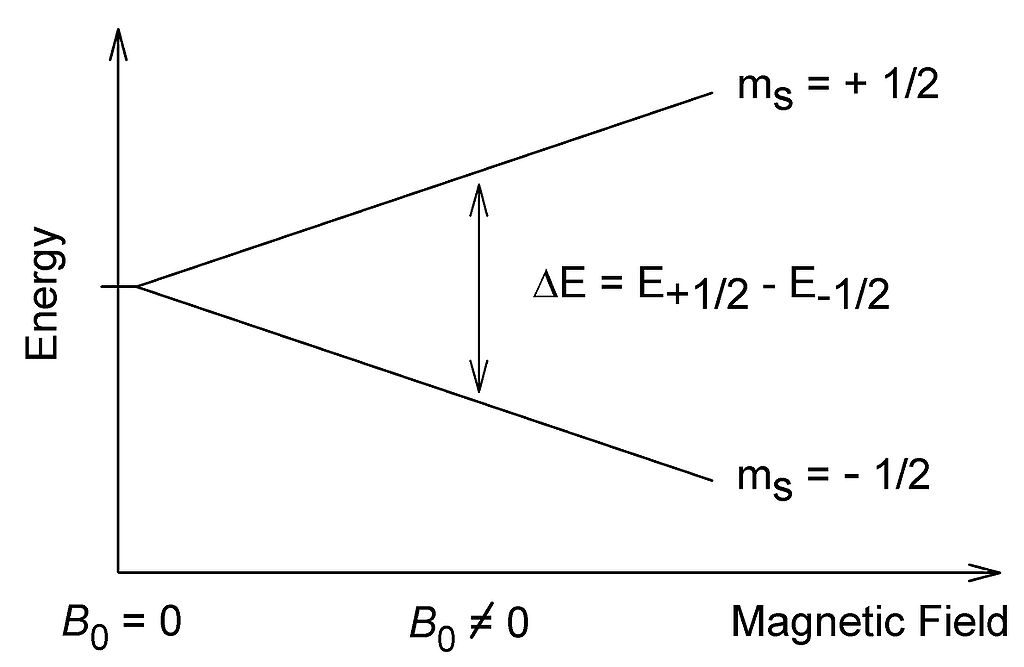 mS = + 1/2
Energy
ΔE = E+1/2 - E-1/2
mS = - 1/2
B0 = 0
B0 ≠ 0
Magnetic Field